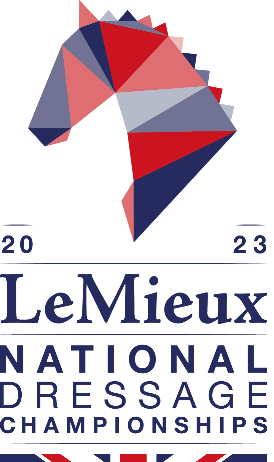 20 23
LeMieux
NATIONAL
DRESSAGE
CHAMPIONSHIPS